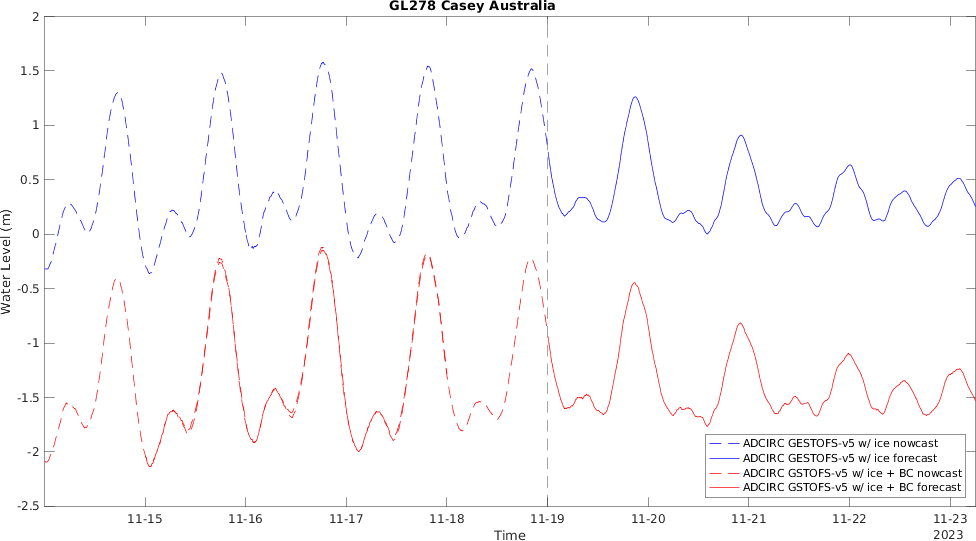 GL278 Casey Australia
2
1.5
1
0.5
0
-0.5
-1
-1.5
-2
-2.5
Water Level (m)
11-15
11-16
11-17
11-18
11-19
11-20
11-21
11-22
11-23
2023
Time
ADCIRC GESTOFS-v5 w/ ice nowcast
ADCIRC GESTOFS-v5 w/ ice forecast
ADCIRC GSTOFS-v5 w/ ice + BC nowcast
ADCIRC GSTOFS-v5 w/ ice + BC forecast